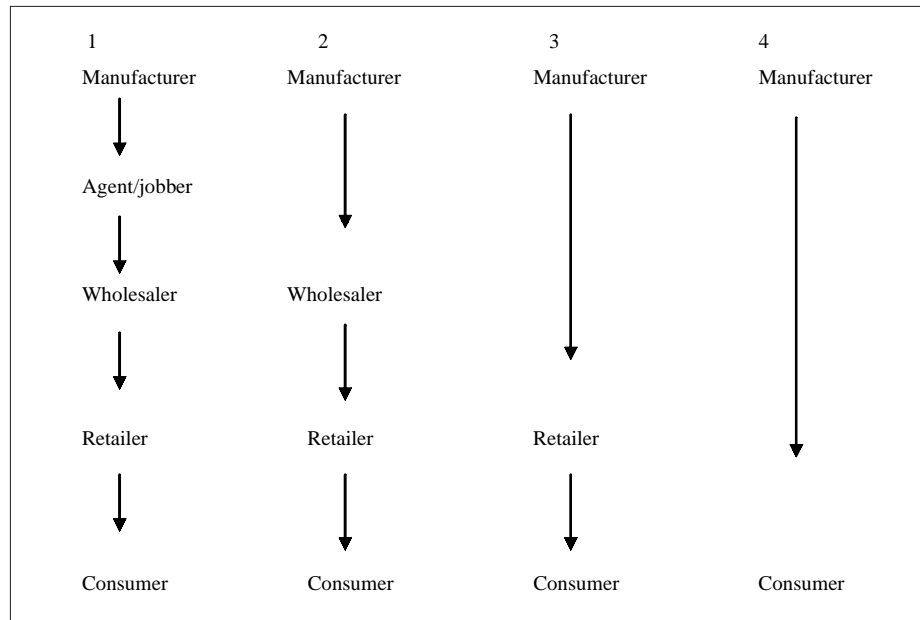 1 2 3 4
Manufacturer Manufacturer Manufacturer Manufacturer
Agent/jobber
Wholesaler Wholesaler
Retailer Retailer Retailer
Consumer Consumer Consumer Consumer